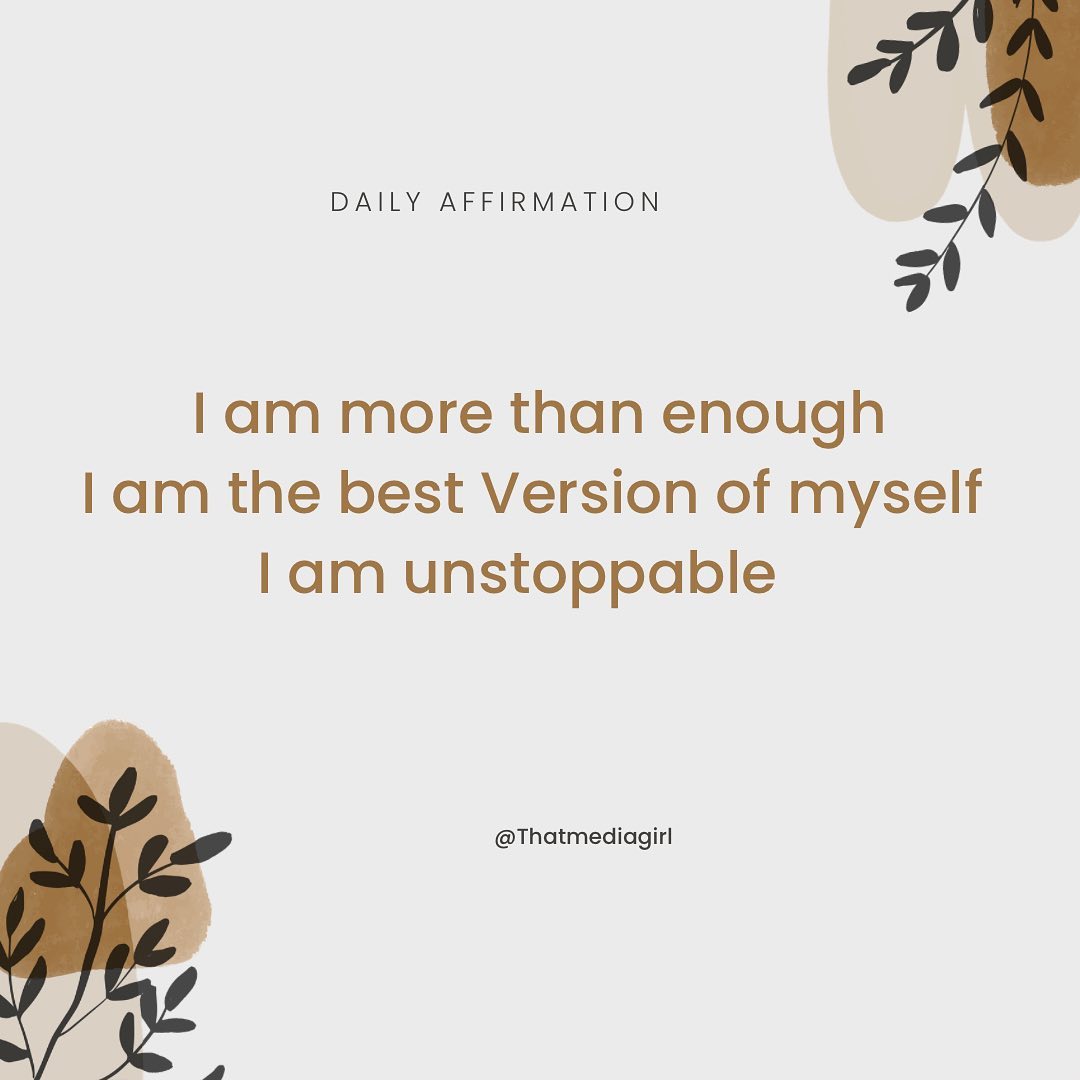 DAILY AFFIRMATION
I am more than enough
I am the best Version of myself
I am unstoppable
@Thatmediagirl